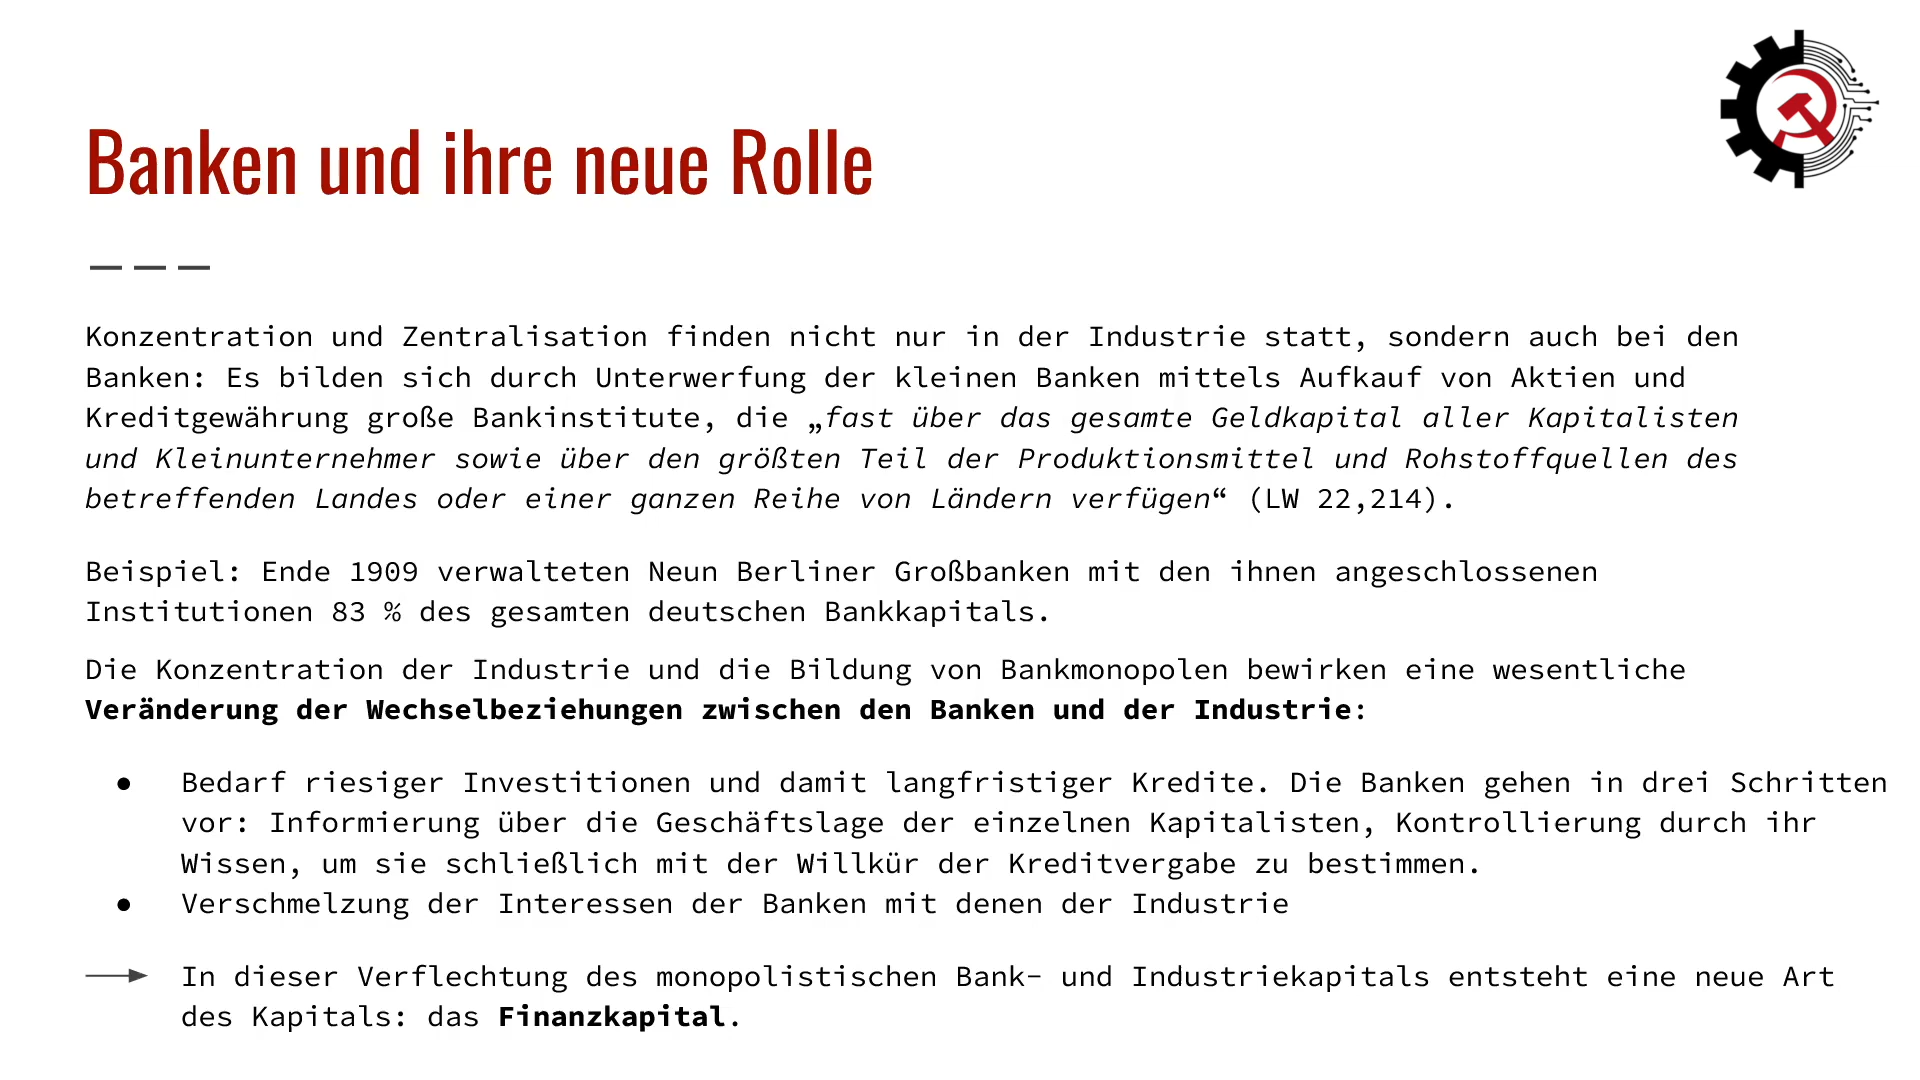 Banken und ihre neue Rolle
Konzentration und Zentralisation finden nicht nur in der Industrie statt, sondern auch bei den
Banken: Es bilden sich durch Unterwerfung der kleinen Banken mittels Aufkauf von Aktien und
Kreditgewährung große Bankinstitute, die „fast über das gesamte Geldkapital aller Kapitalisten
und Kleinunternehmer sowie über den größten Teil der Produktionsmittel und Rohstoffquellen des
betreffenden Landes oder einer ganzen Reihe von Ländern verfügen“ (LW 22,214).
Beispiel: Ende 1909 verwalteten Neun Berliner Großbanken mit den ihnen angeschlossenen
Institutionen 83 % des gesamten deutschen Bankkapitals.
Die Konzentration der Industrie und die Bildung von Bankmonopolen bewirken eine wesentliche
Veränderung der Wechselbeziehungen zwischen den Banken und der Industrie:
● Bedarf riesiger Investitionen und damit langfristiger Kredite. Die Banken gehen in drei Schritten
vor: Informierung über die Geschäftslage der einzelnen Kapitalisten, Kontrollierung durch ihr
Wissen, um sie schließlich mit der Willkür der Kreditvergabe zu bestimmen.
● Verschmelzung der Interessen der Banken mit denen der Industrie
In dieser Verflechtung des monopolistischen Bank- und Industriekapitals entsteht eine neue Art
des Kapitals: das Finanzkapital.